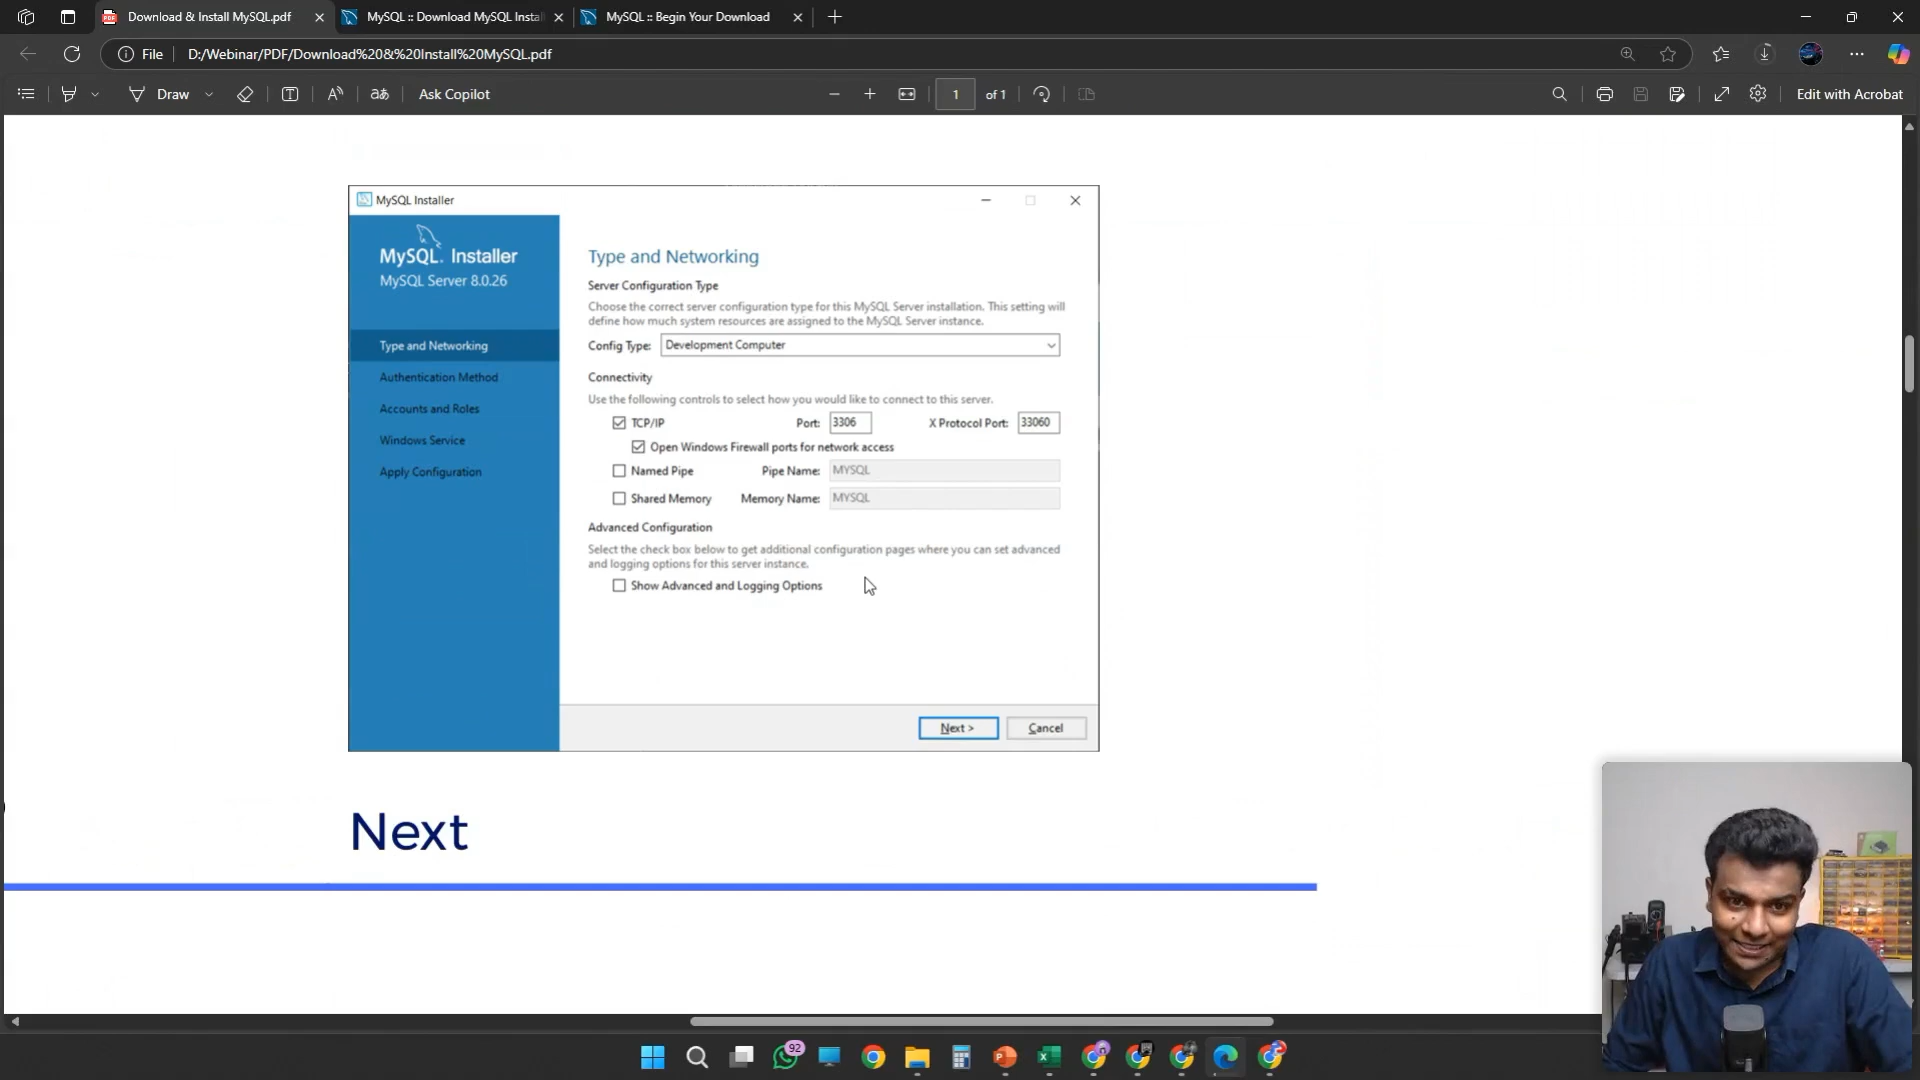 Download & Install MySQL.pdf
MySQL :: Download MySQL Instal
MySQL :: Begin Your Download
File
D:/Webinar/PDF/Download%20&%20Install%20MySQL.pdf
Draw
Ask Copilot
1
of 1
Edit with Acrobat
MySQL Installer
MySQL. Installer
MySQL Server 8.0.26
Type and Networking
Authentication Method
Accounts and Roles
Windows Service
Apply Configuration
Type and Networking
Server Configuration Type
Choose the correct server configuration type for this MySQL Server installation. This setting will
define how much system resources are assigned to the MySQL Server instance.
Config Type: Development Computer
Connectivity
Use the following controls to select how you would like to connect to this server.
TCP/IP Port: 3306 X Protocol Port: 33060
Open Windows Firewall ports for network access
Named Pipe Pipe Name: MYSQL
Shared Memory Memory Name: MYSQL
Advanced Configuration
Select the check box below to get additional configuration pages where you can set advanced
and logging options for this server instance.
Show Advanced and Logging Options
Next >
Cancel
Next
92